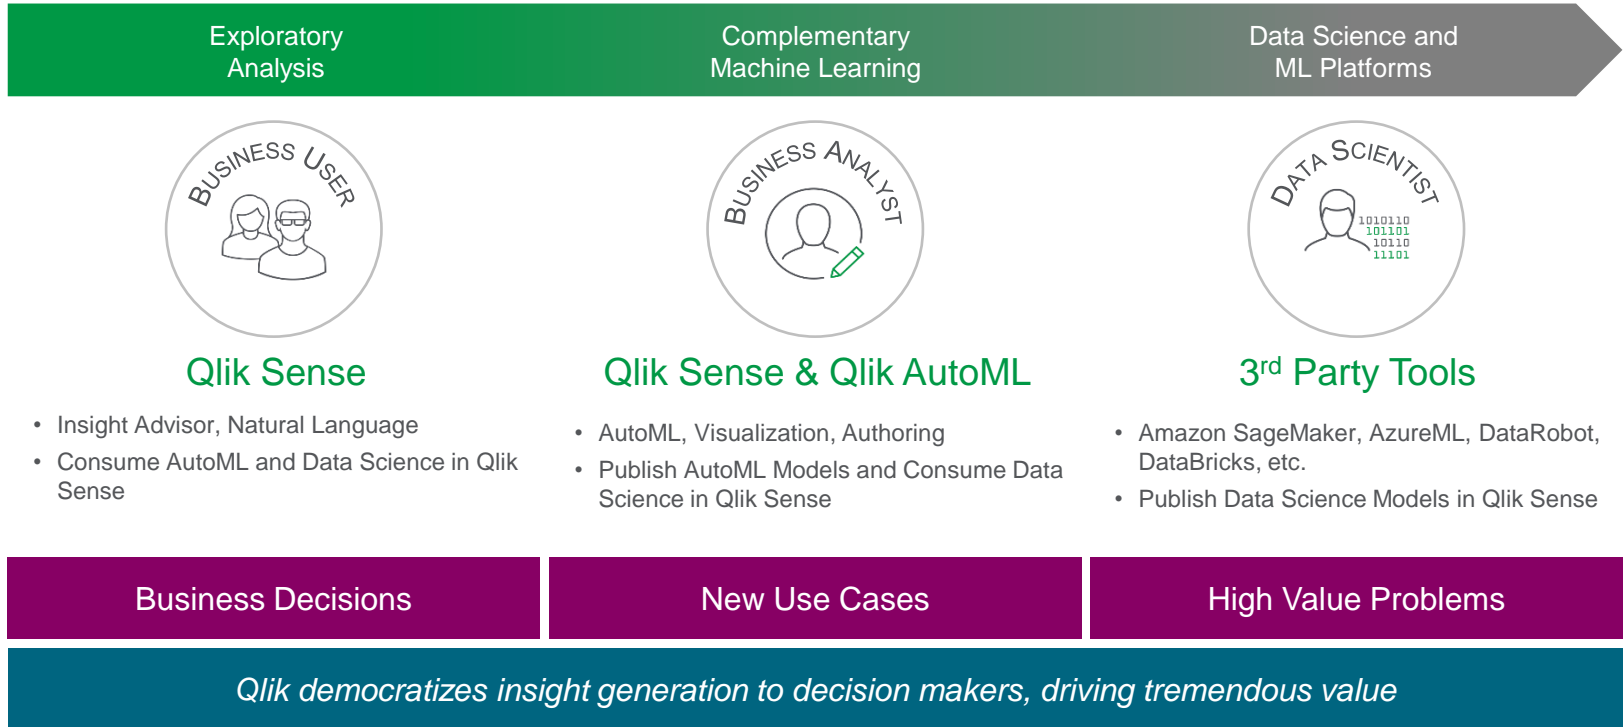 Exploratory
Analysis
Complementary
Machine Learning
Data Science and
ML Platforms
BUSINESS USER
BUSINESS ANALYST
DATA SCIENTIST
1010110
101101
10110
11101
Qlik Sense
• Insight Advisor, Natural Language
• Consume AutoML and Data Science in Qlik
Sense
Qlik Sense & Qlik AutoML
• AutoML, Visualization, Authoring
• Publish AutoML Models and Consume Data
Science in Qlik Sense
3rd Party Tools
• Amazon SageMaker, AzureML, DataRobot,
DataBricks, etc.
• Publish Data Science Models in Qlik Sense
Business Decisions
New Use Cases
High Value Problems
Qlik democratizes insight generation to decision makers, driving tremendous value